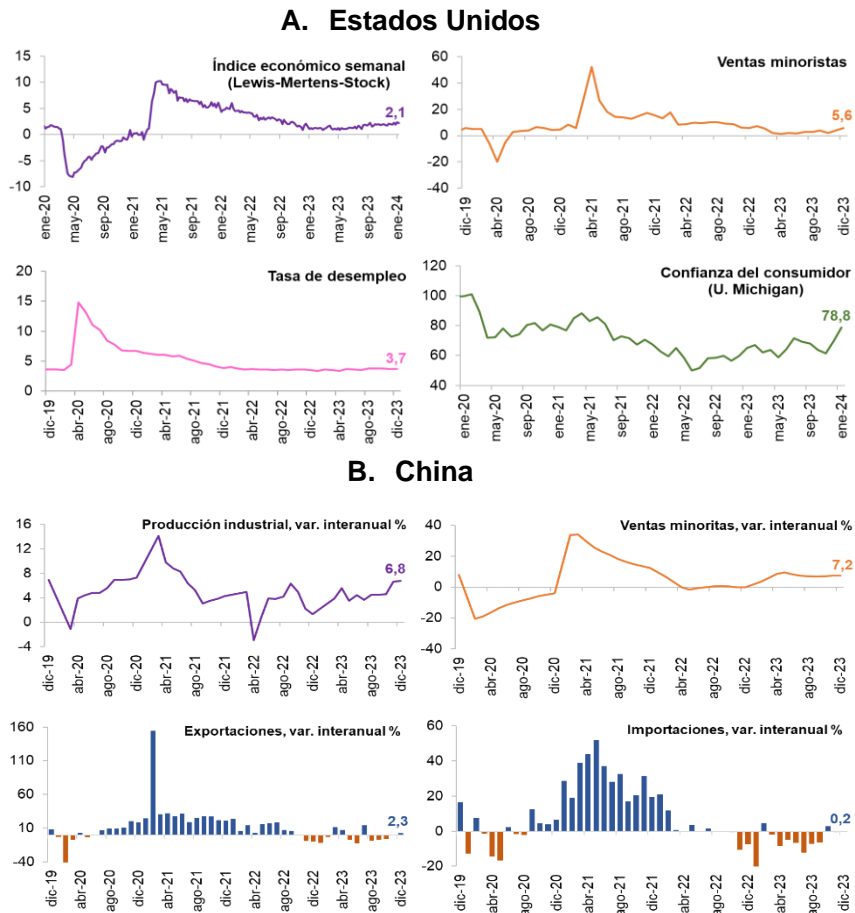 A. Estados Unidos
Índice económico semanal
(Lewis-Mertens-Stock)
15
10
5
0
-5
-10
2,1
ene-20
may-20
sep-20
ene-21
may-21
sep-21
ene-22
may-22
sep-22
ene-23
may-23
sep-23
ene-24
Ventas minoristas
60
40
20
0
-20
-40
5,6
dic-19
abr-20
ago-20
dic-20
abr-21
ago-21
dic-21
abr-22
ago-22
dic-22
abr-23
ago-23
dic-23
Tasa de desempleo
20
15
10
5
0
3,7
dic-19
abr-20
ago-20
dic-20
abr-21
ago-21
dic-21
abr-22
ago-22
dic-22
abr-23
ago-23
dic-23
Confianza del consumidor
(U. Michigan)
120
100
80
60
40
78,8
ene-20
may-20
sep-20
ene-21
may-21
sep-21
ene-22
may-22
sep-22
ene-23
may-23
sep-23
ene-24
B. China
Producción industrial, var. interanual %
16
12
8
4
0
-4
6,8
dic-19
abr-20
ago-20
dic-20
abr-21
ago-21
dic-21
abr-22
ago-22
dic-22
abr-23
ago-23
dic-23
Ventas minoritas, var. interanual %
40
20
0
-20
-40
7,2
dic-19
abr-20
ago-20
dic-20
abr-21
ago-21
dic-21
abr-22
ago-22
dic-22
abr-23
ago-23
dic-23
Exportaciones, var. interanual %
160
110
60
10
-40
2,3
dic-19
abr-20
ago-20
dic-20
abr-21
ago-21
dic-21
abr-22
ago-22
dic-22
abr-23
ago-23
dic-23
Importaciones, var. interanual %
60
40
20
0
-20
0,2
dic-19
abr-20
ago-20
dic-20
abr-21
ago-21
dic-21
abr-22
ago-22
dic-22
abr-23
ago-23
dic-23